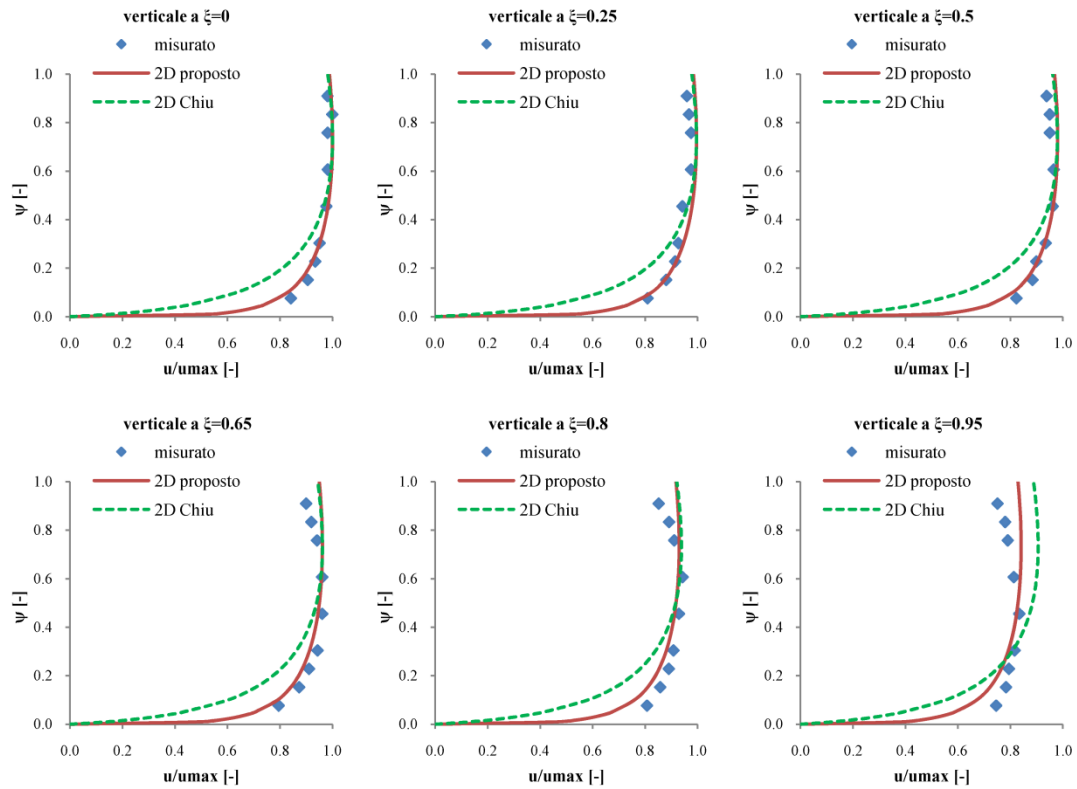 verticale a ξ=0
misurato
2D proposto
2D Chiu
1.0
0.8
0.6
0.4
0.2
0.0
ψ [-]
0.0 0.2 0.4 0.6 0.8 1.0
u/umax [-]
verticale a ξ=0.25
misurato
2D proposto
2D Chiu
1.0
0.8
0.6
0.4
0.2
0.0
ψ [-]
0.0 0.2 0.4 0.6 0.8 1.0
u/umax [-]
verticale a ξ=0.5
misurato
2D proposto
2D Chiu
1.0
0.8
0.6
0.4
0.2
0.0
ψ [-]
0.0 0.2 0.4 0.6 0.8 1.0
u/umax [-]
verticale a ξ=0.65
misurato
2D proposto
2D Chiu
1.0
0.8
0.6
0.4
0.2
0.0
ψ [-]
0.0 0.2 0.4 0.6 0.8 1.0
u/umax [-]
verticale a ξ=0.8
misurato
2D proposto
2D Chiu
1.0
0.8
0.6
0.4
0.2
0.0
ψ [-]
0.0 0.2 0.4 0.6 0.8 1.0
u/umax [-]
verticale a ξ=0.95
misurato
2D proposto
2D Chiu
1.0
0.8
0.6
0.4
0.2
0.0
ψ [-]
0.0 0.2 0.4 0.6 0.8 1.0
u/umax [-]